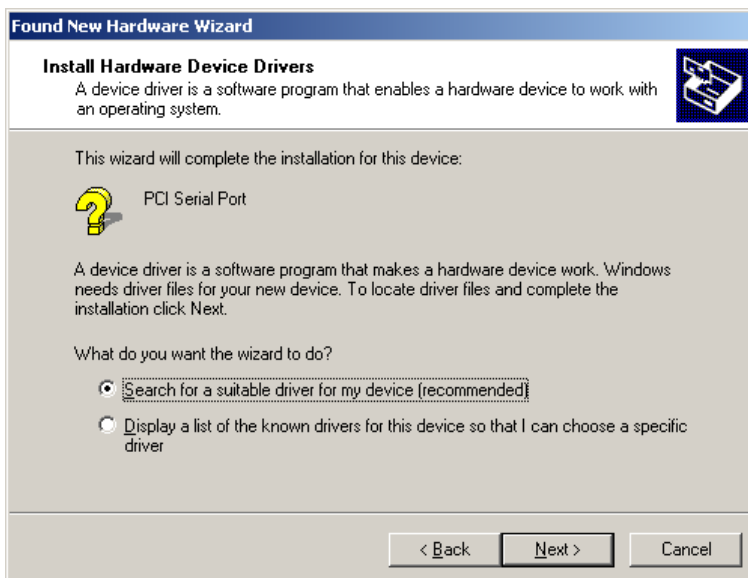 Found New Hardware Wizard
Install Hardware Device Drivers
A device driver is a software program that enables a hardware device to work with
an operating system.
This wizard will complete the installation for this device:
PCI Serial Port
A device driver is a software program that makes a hardware device work. Windows
needs driver files for your new device. To locate driver files and complete the
installation click Next.
What do you want the wizard to do?
Search for a suitable driver for my device (recommended)
Display a list of the known drivers for this device so that I can choose a specific
driver
< Back Next > Cancel